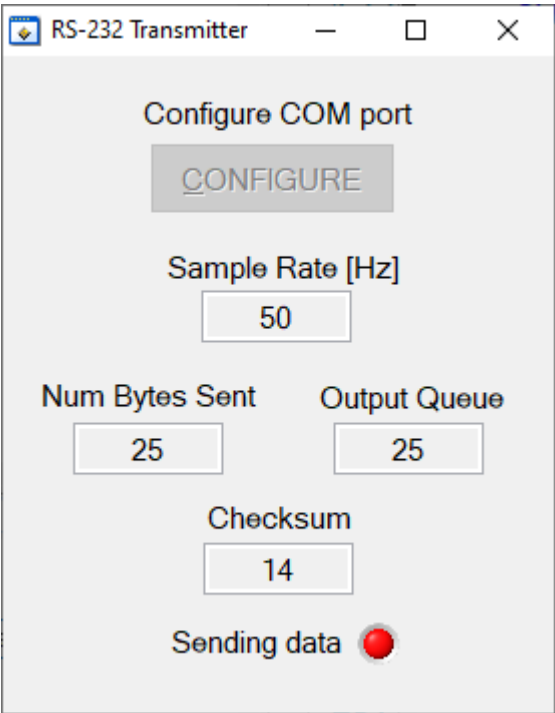 RS-232 Transmitter
Configure COM port
CONFIGURE
Sample Rate [Hz]
50
Num Bytes Sent Output Queue
25 25
Checksum
14
Sending data